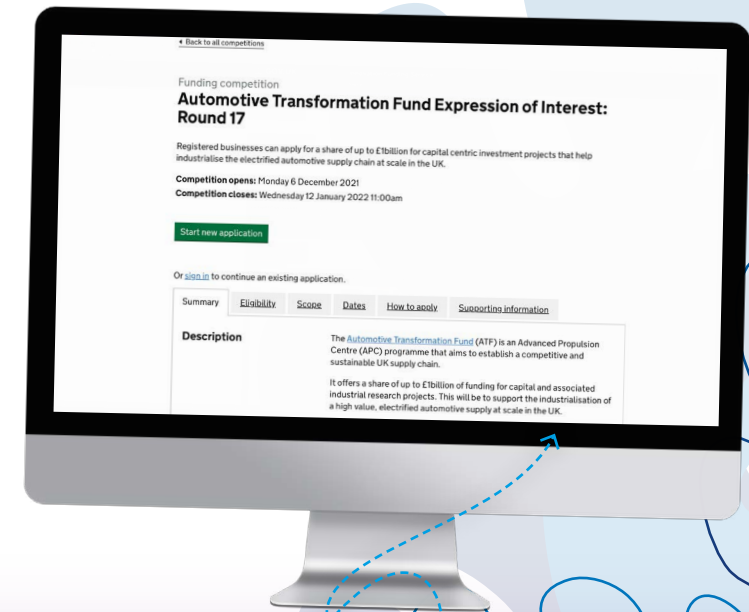 Back to all competitions
Funding competition
Automotive Transformation Fund Expression of Interest:
Round 17
Registered businesses can apply for a share of up to £1billion for capital centric investment projects that help
industrialise the electrified automotive supply chain at scale in the UK.
Competition opens: Monday 6 December 2021
Competition closes: Wednesday 12 January 2022 11:00am
Start new application
Or sign in to continue an existing application.
Summary Eligibility Scope Dates How to apply Supporting information
Description
The Automotive Transformation Fund (ATF) is an Advanced Propulsion
Centre (APC) programme that aims to establish a competitive and
sustainable UK supply chain.
It offers a share of up to £1billion of funding for capital and associated
industrial research projects. This will be to support the industrialisation of
a high value, electrified automotive supply at scale in the UK.